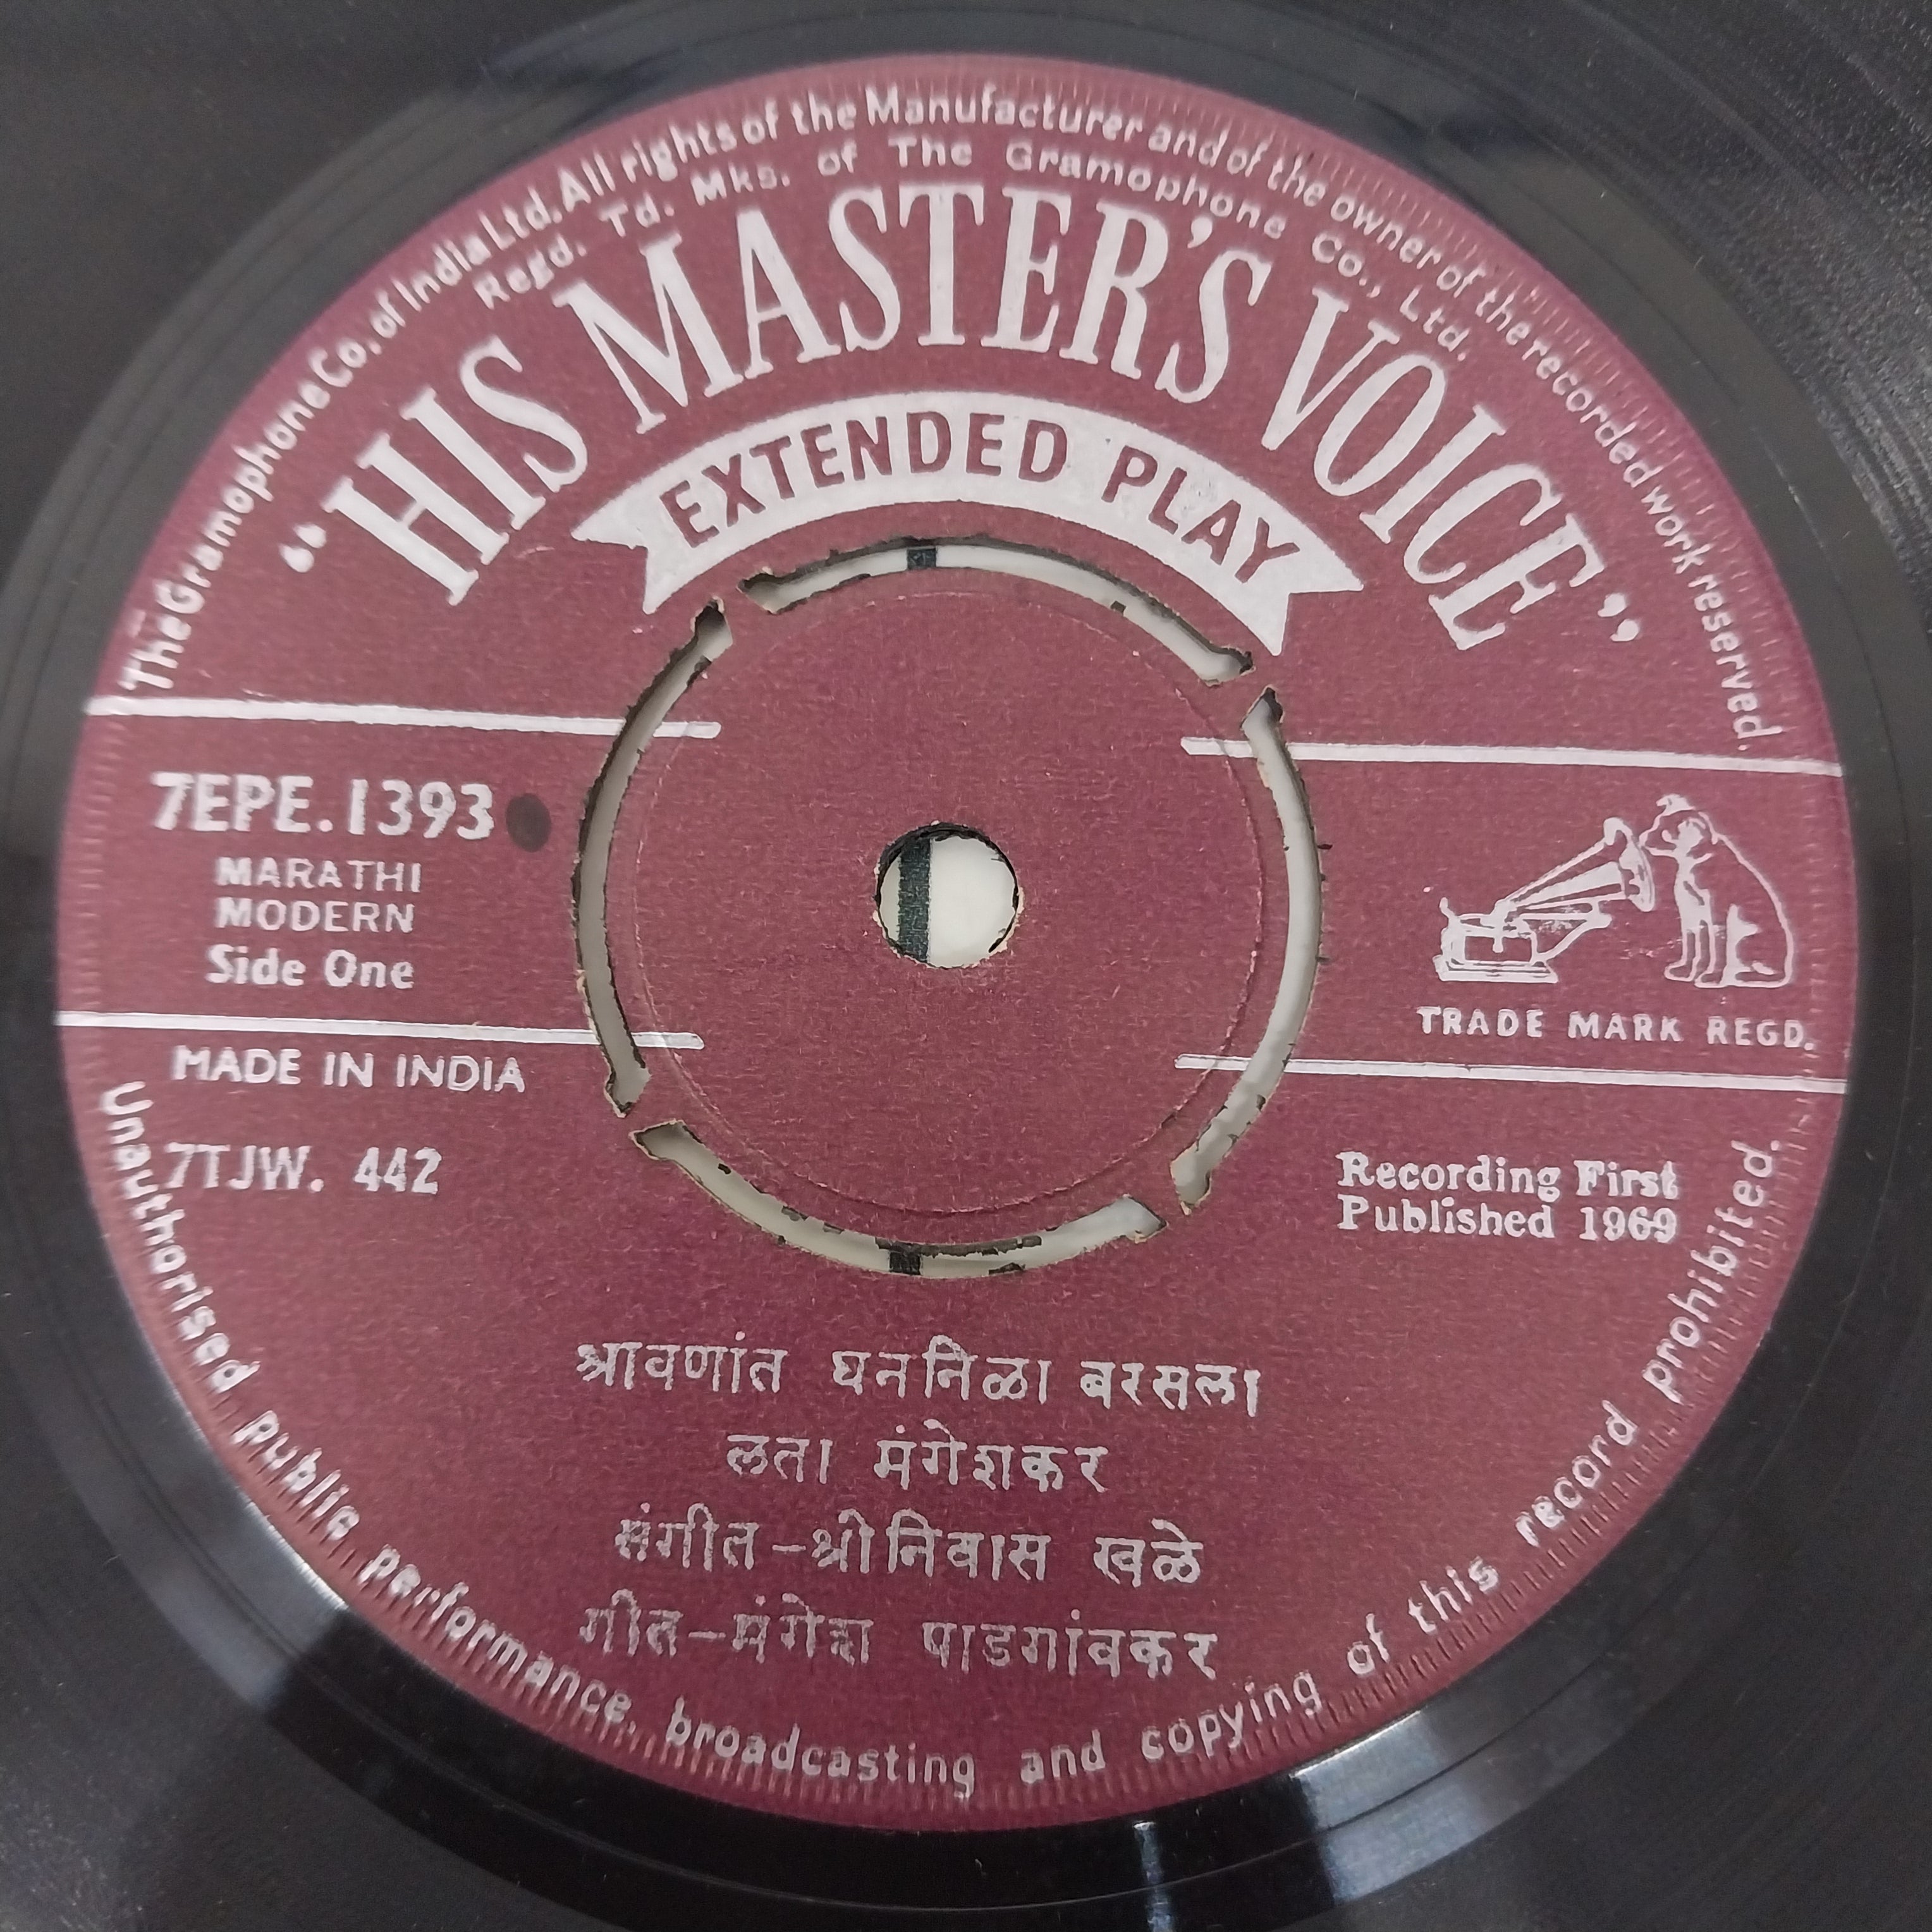 The Gramophone Co. of India Ltd. All rights of the Manufacturer and of the owner of the recorded work reserved.
Regd. Td. Mks. of The Gramophone Co., Ltd.
“HIS MASTER'S VOICE”
EXTENDED PLAY
7EPE.1393
MARATHI
MODERN
Side One
TRADE MARK REGD.
MADE IN INDIA
7TJW. 442
Recording First
Published 1969
श्रावणांत घननिळा बरसला
लता मंगेशकर
संगीत-श्रीनिवास खळे
गीत-मंगेश पाडगांवकर
Unauthorised public performance, broadcasting and copying of this record prohibited.